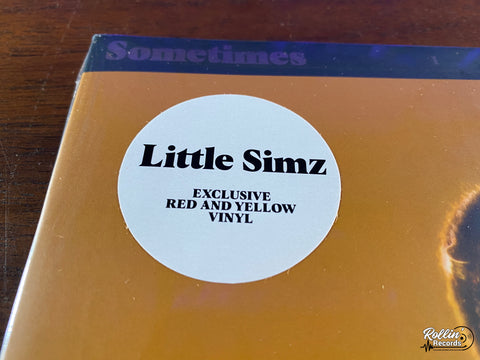 Sometimes
Little Simz
EXCLUSIVE
RED AND YELLOW
VINYL
Rollin'
Records